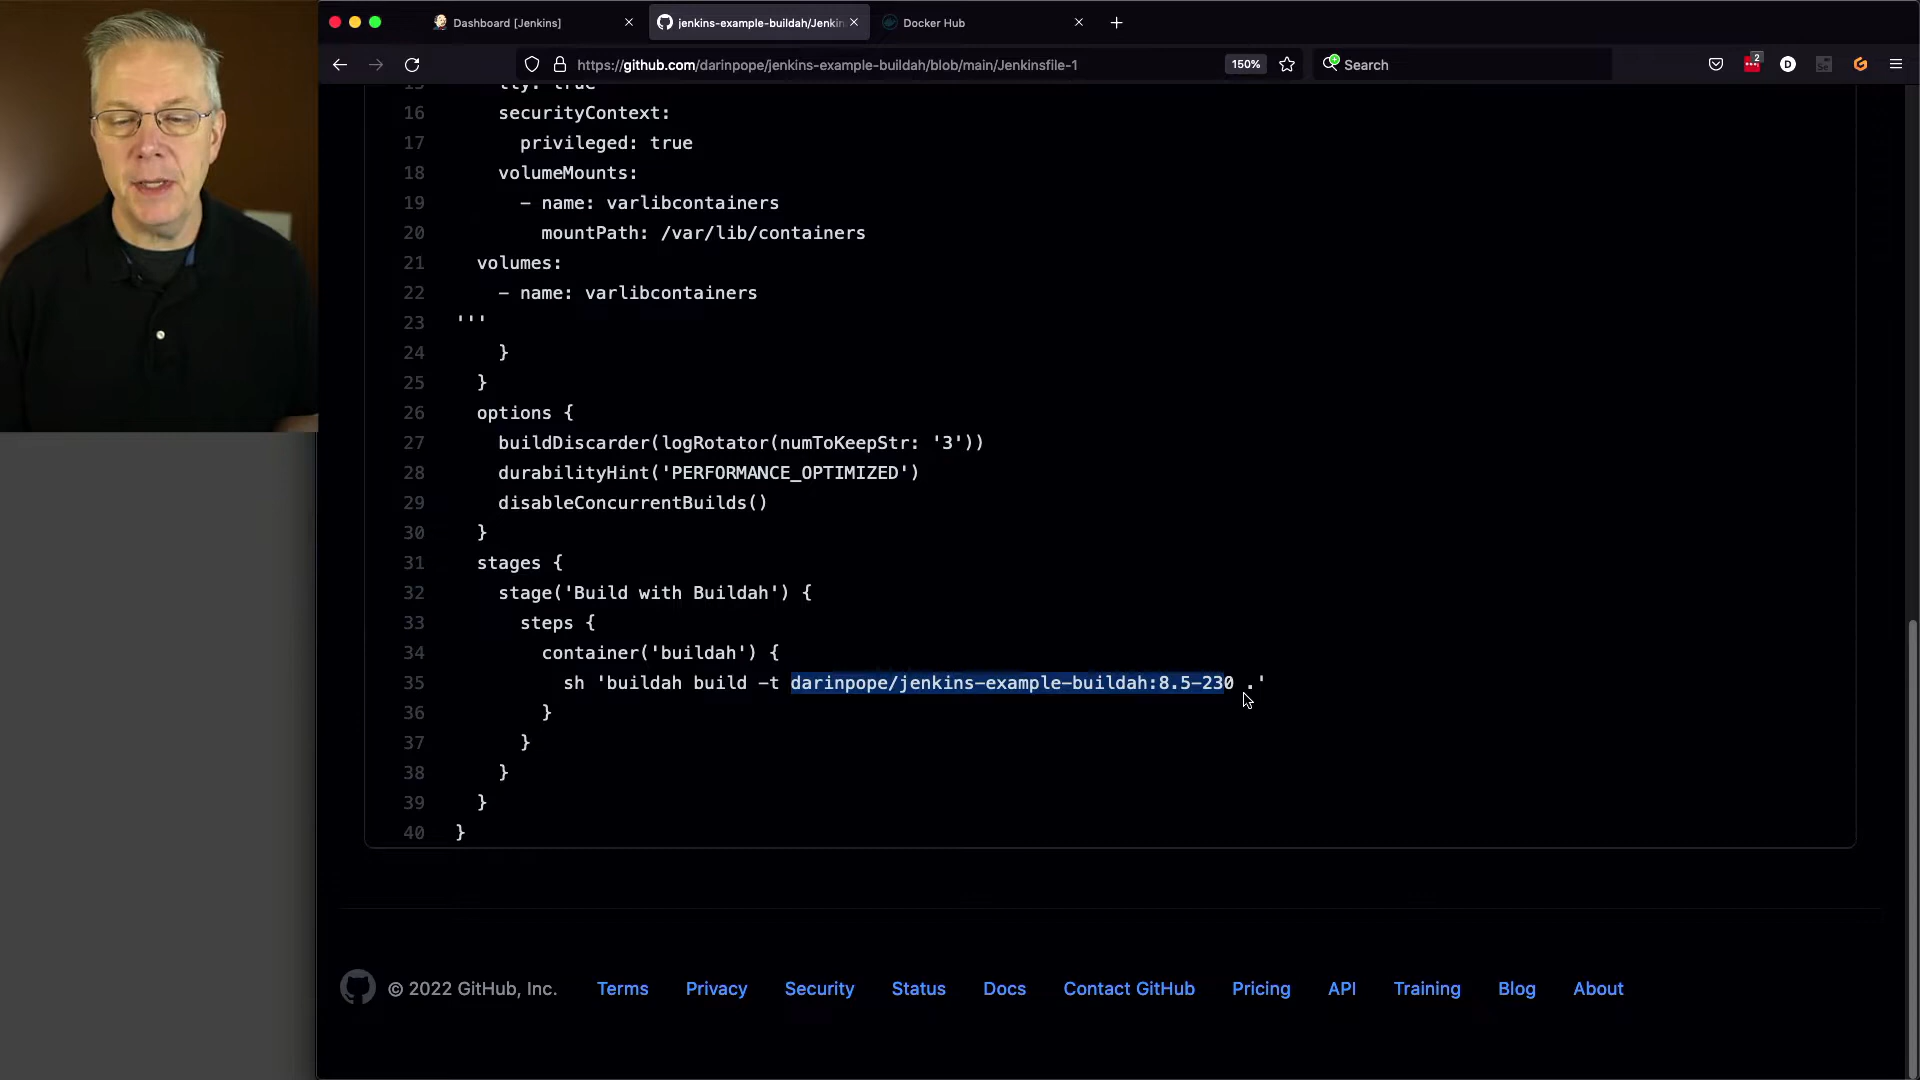 Dashboard [Jenkins]
jenkins-example-buildah/Jenkin
Docker Hub
https://github.com/darinpope/jenkins-example-buildah/blob/main/Jenkinsfile-1
150%
Search
2
15 tty: true
16 securityContext:
17 privileged: true
18 volumeMounts:
19 - name: varlibcontainers
20 mountPath: /var/lib/containers
21 volumes:
22 - name: varlibcontainers
23 '''
24 }
25 }
26 options {
27 buildDiscarder(logRotator(numToKeepStr: '3'))
28 durabilityHint('PERFORMANCE_OPTIMIZED')
29 disableConcurrentBuilds()
30 }
31 stages {
32 stage('Build with Buildah') {
33 steps {
34 container('buildah') {
35 sh 'buildah build -t darinpope/jenkins-example-buildah:8.5-230 .'
36 }
37 }
38 }
39 }
40 }
© 2022 GitHub, Inc. Terms Privacy Security Status Docs Contact GitHub Pricing API Training Blog About